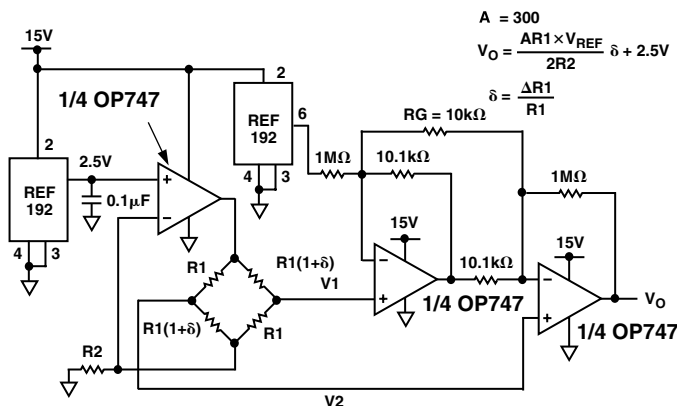 A = 300
V_O = AR1 × V_REF / 2R2 δ + 2.5V
δ = ΔR1 / R1
15V
2
1/4 OP747
REF
192
6
4
3
RG = 10kΩ
1MΩ
10.1kΩ
1MΩ
2
2.5V
REF
192
0.1µF
4
3
+
−
15V
15V
R1
R1(1+δ)
V1
−
+
10.1kΩ
−
+
1/4 OP747
V_O
1/4 OP747
R1(1+δ)
R1
R2
V2